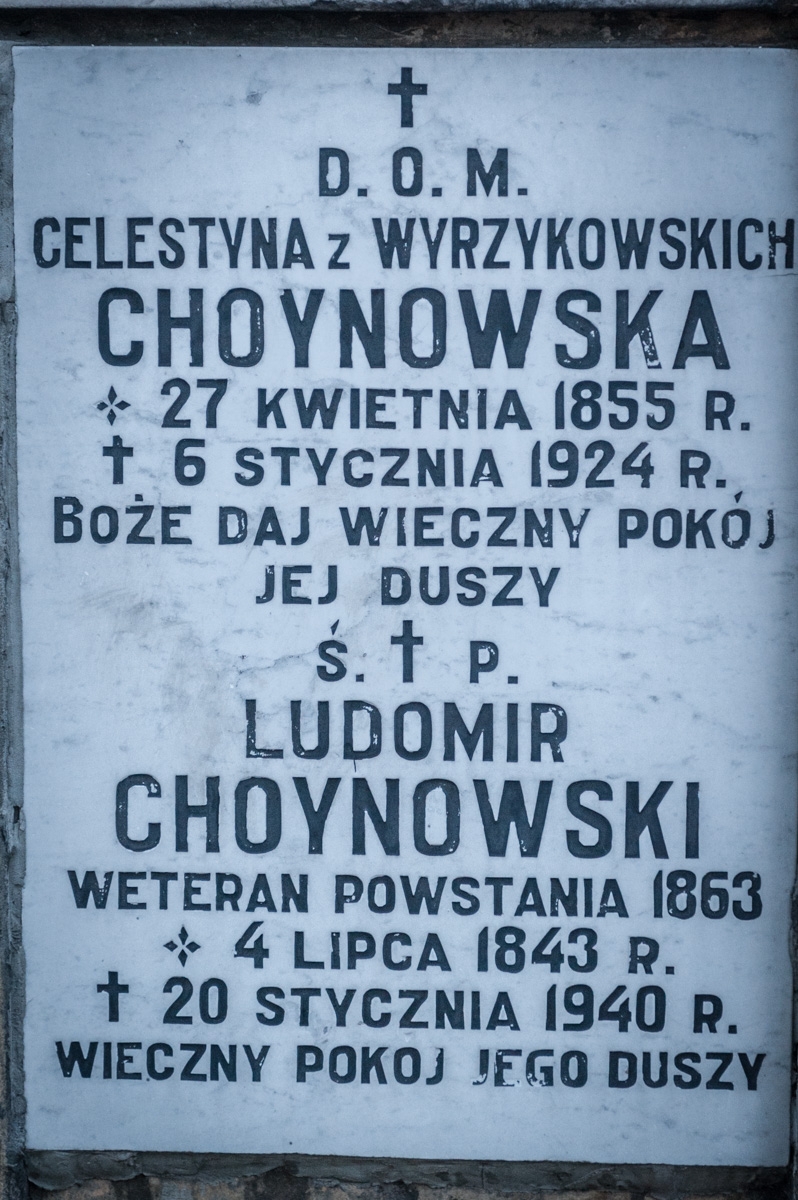 †
D. O. M.
CELESTYNA z WYRZYKOWSKICH
CHOYNOWSKA
✣ 27 KWIETNIA 1855 R.
† 6 STYCZNIA 1924 R.
BOŻE DAJ WIECZNY POKÓJ
JEJ DUSZY
Ś. † P.
LUDOMIR
CHOYNOWSKI
WETERAN POWSTANIA 1863
✣ 4 LIPCA 1843 R.
† 20 STYCZNIA 1940 R.
WIECZNY POKOJ JEGO DUSZY